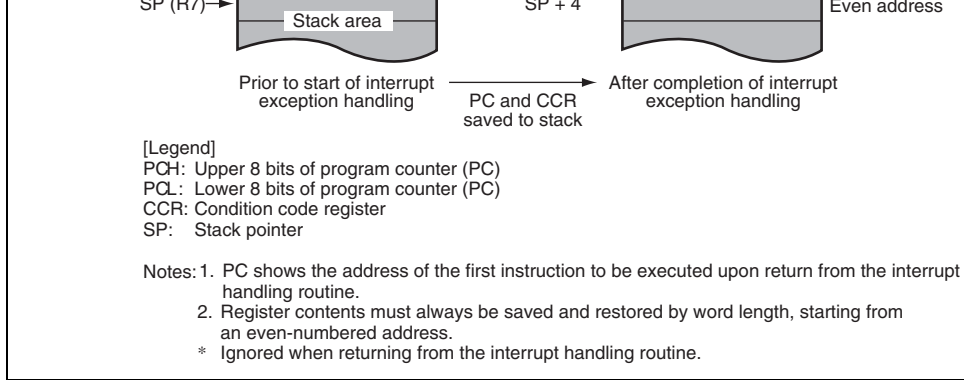 SP (R7)
SP + 4
Even address
Stack area
Prior to start of interrupt
exception handling
PC and CCR
saved to stack
After completion of interrupt
exception handling
[Legend]
PCH: Upper 8 bits of program counter (PC)
PCL: Lower 8 bits of program counter (PC)
CCR: Condition code register
SP: Stack pointer
Notes: 1. PC shows the address of the first instruction to be executed upon return from the interrupt
handling routine.
2. Register contents must always be saved and restored by word length, starting from
an even-numbered address.
* Ignored when returning from the interrupt handling routine.